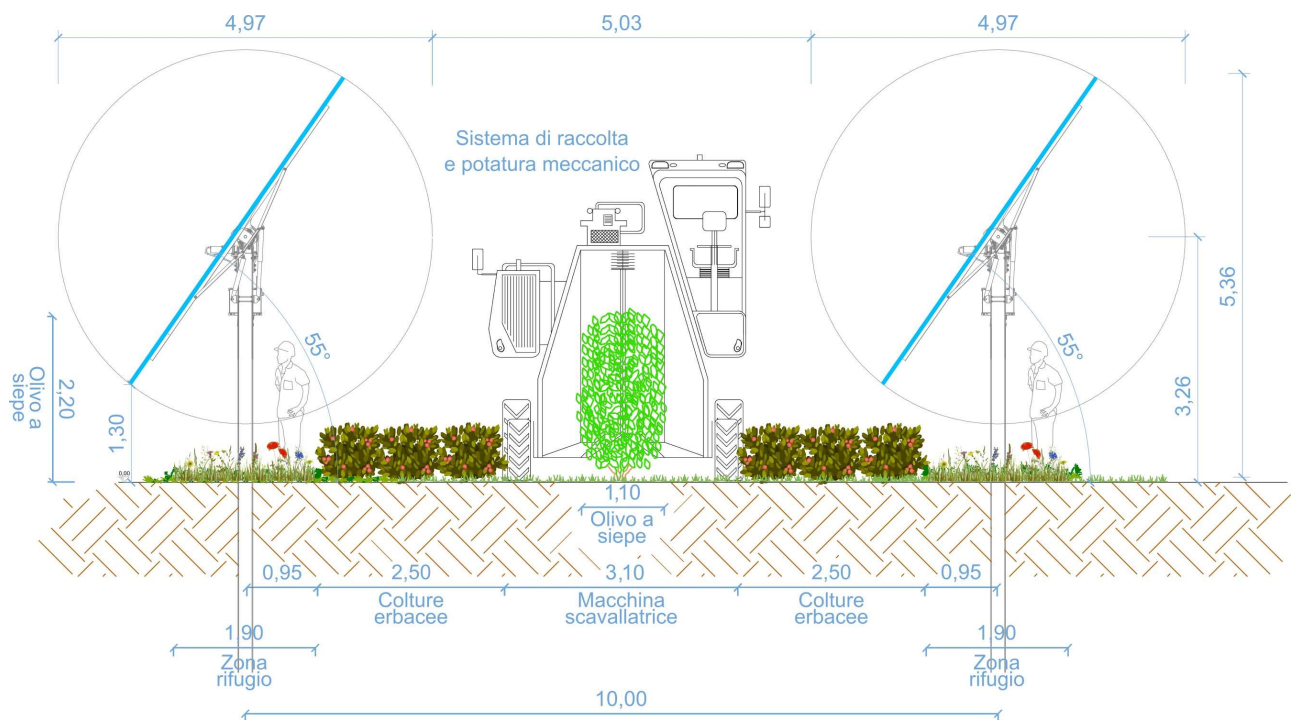 4,97
5,03
4,97
Sistema di raccolta
e potatura meccanico
5,36
3,26
55°
55°
2,20
Olivo a
siepe
1,30
0,00
1,10
Olivo a
siepe
0,95
2,50
3,10
2,50
0,95
Colture
erbacee
Macchina
scavallatrice
Colture
erbacee
1,90
Zona
rifugio
1,90
Zona
rifugio
10,00